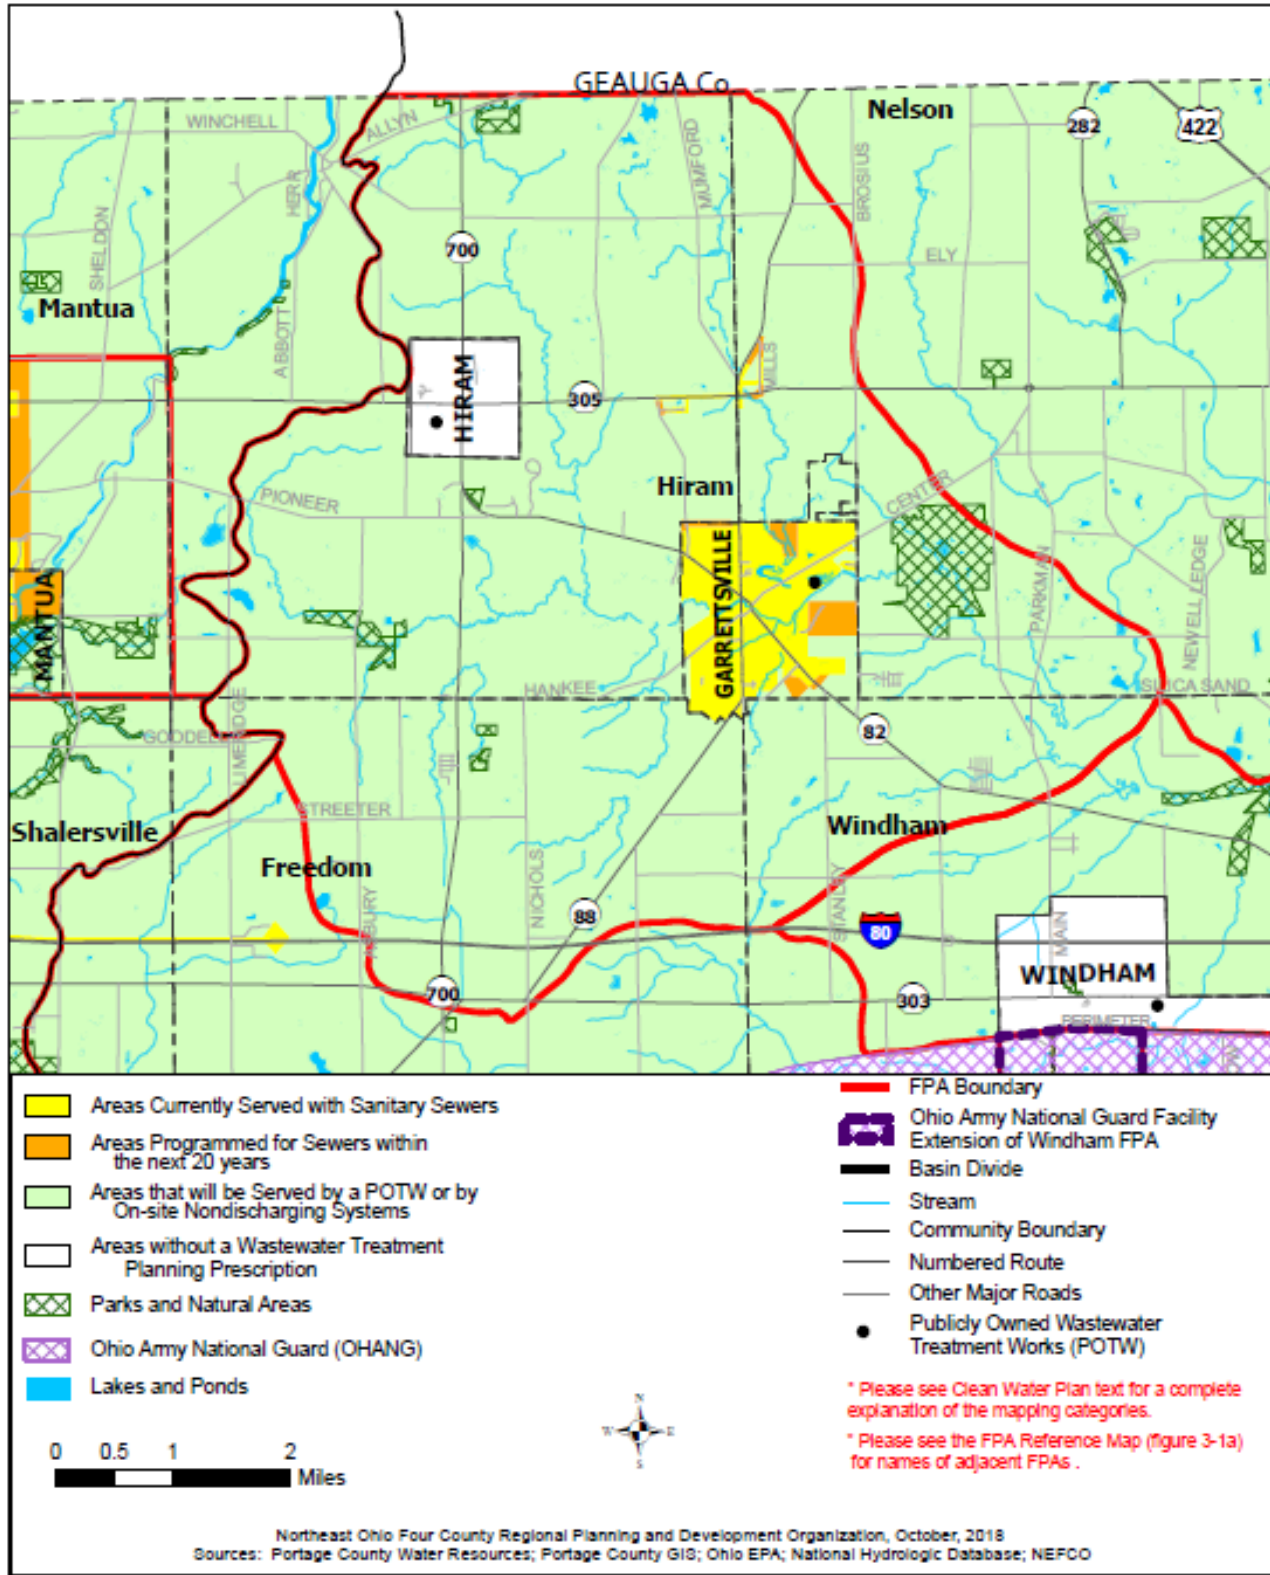 GEAUGA Co
Nelson
WINCHELL
ALLYN
282
422
HERR
MUMFORD
BROSIUS
SHELDON
700
ELY
Mantua
ABBOTT
HIRAM
MILLS
305
PIONEER
Hiram
CENTER
MANTUA
GARRETTSVILLE
PARKMAN
NEWELL LEDGE
HANKEE
SILICA SAND
LIMERIDGE
GOODELL
82
STREETER
Shalersville
Windham
Freedom
NICHOLS
STANLEY
88
ASBURY
80
MAIN
WINDHAM
700
303
PERIMETER
Areas Currently Served with Sanitary Sewers
Areas Programmed for Sewers within
the next 20 years
Areas that will be Served by a POTW or by
On-site Nondischarging Systems
Areas without a Wastewater Treatment
Planning Prescription
Parks and Natural Areas
Ohio Army National Guard (OHANG)
Lakes and Ponds
0 0.5 1 2
Miles
FPA Boundary
Ohio Army National Guard Facility
Extension of Windham FPA
Basin Divide
Stream
Community Boundary
Numbered Route
Other Major Roads
Publicly Owned Wastewater
Treatment Works (POTW)
* Please see Clean Water Plan text for a complete
explanation of the mapping categories.
* Please see the FPA Reference Map (figure 3-1a)
for names of adjacent FPAs .
N
W E
S
Northeast Ohio Four County Regional Planning and Development Organization, October, 2018
Sources: Portage County Water Resources; Portage County GIS; Ohio EPA; National Hydrologic Database; NEFCO